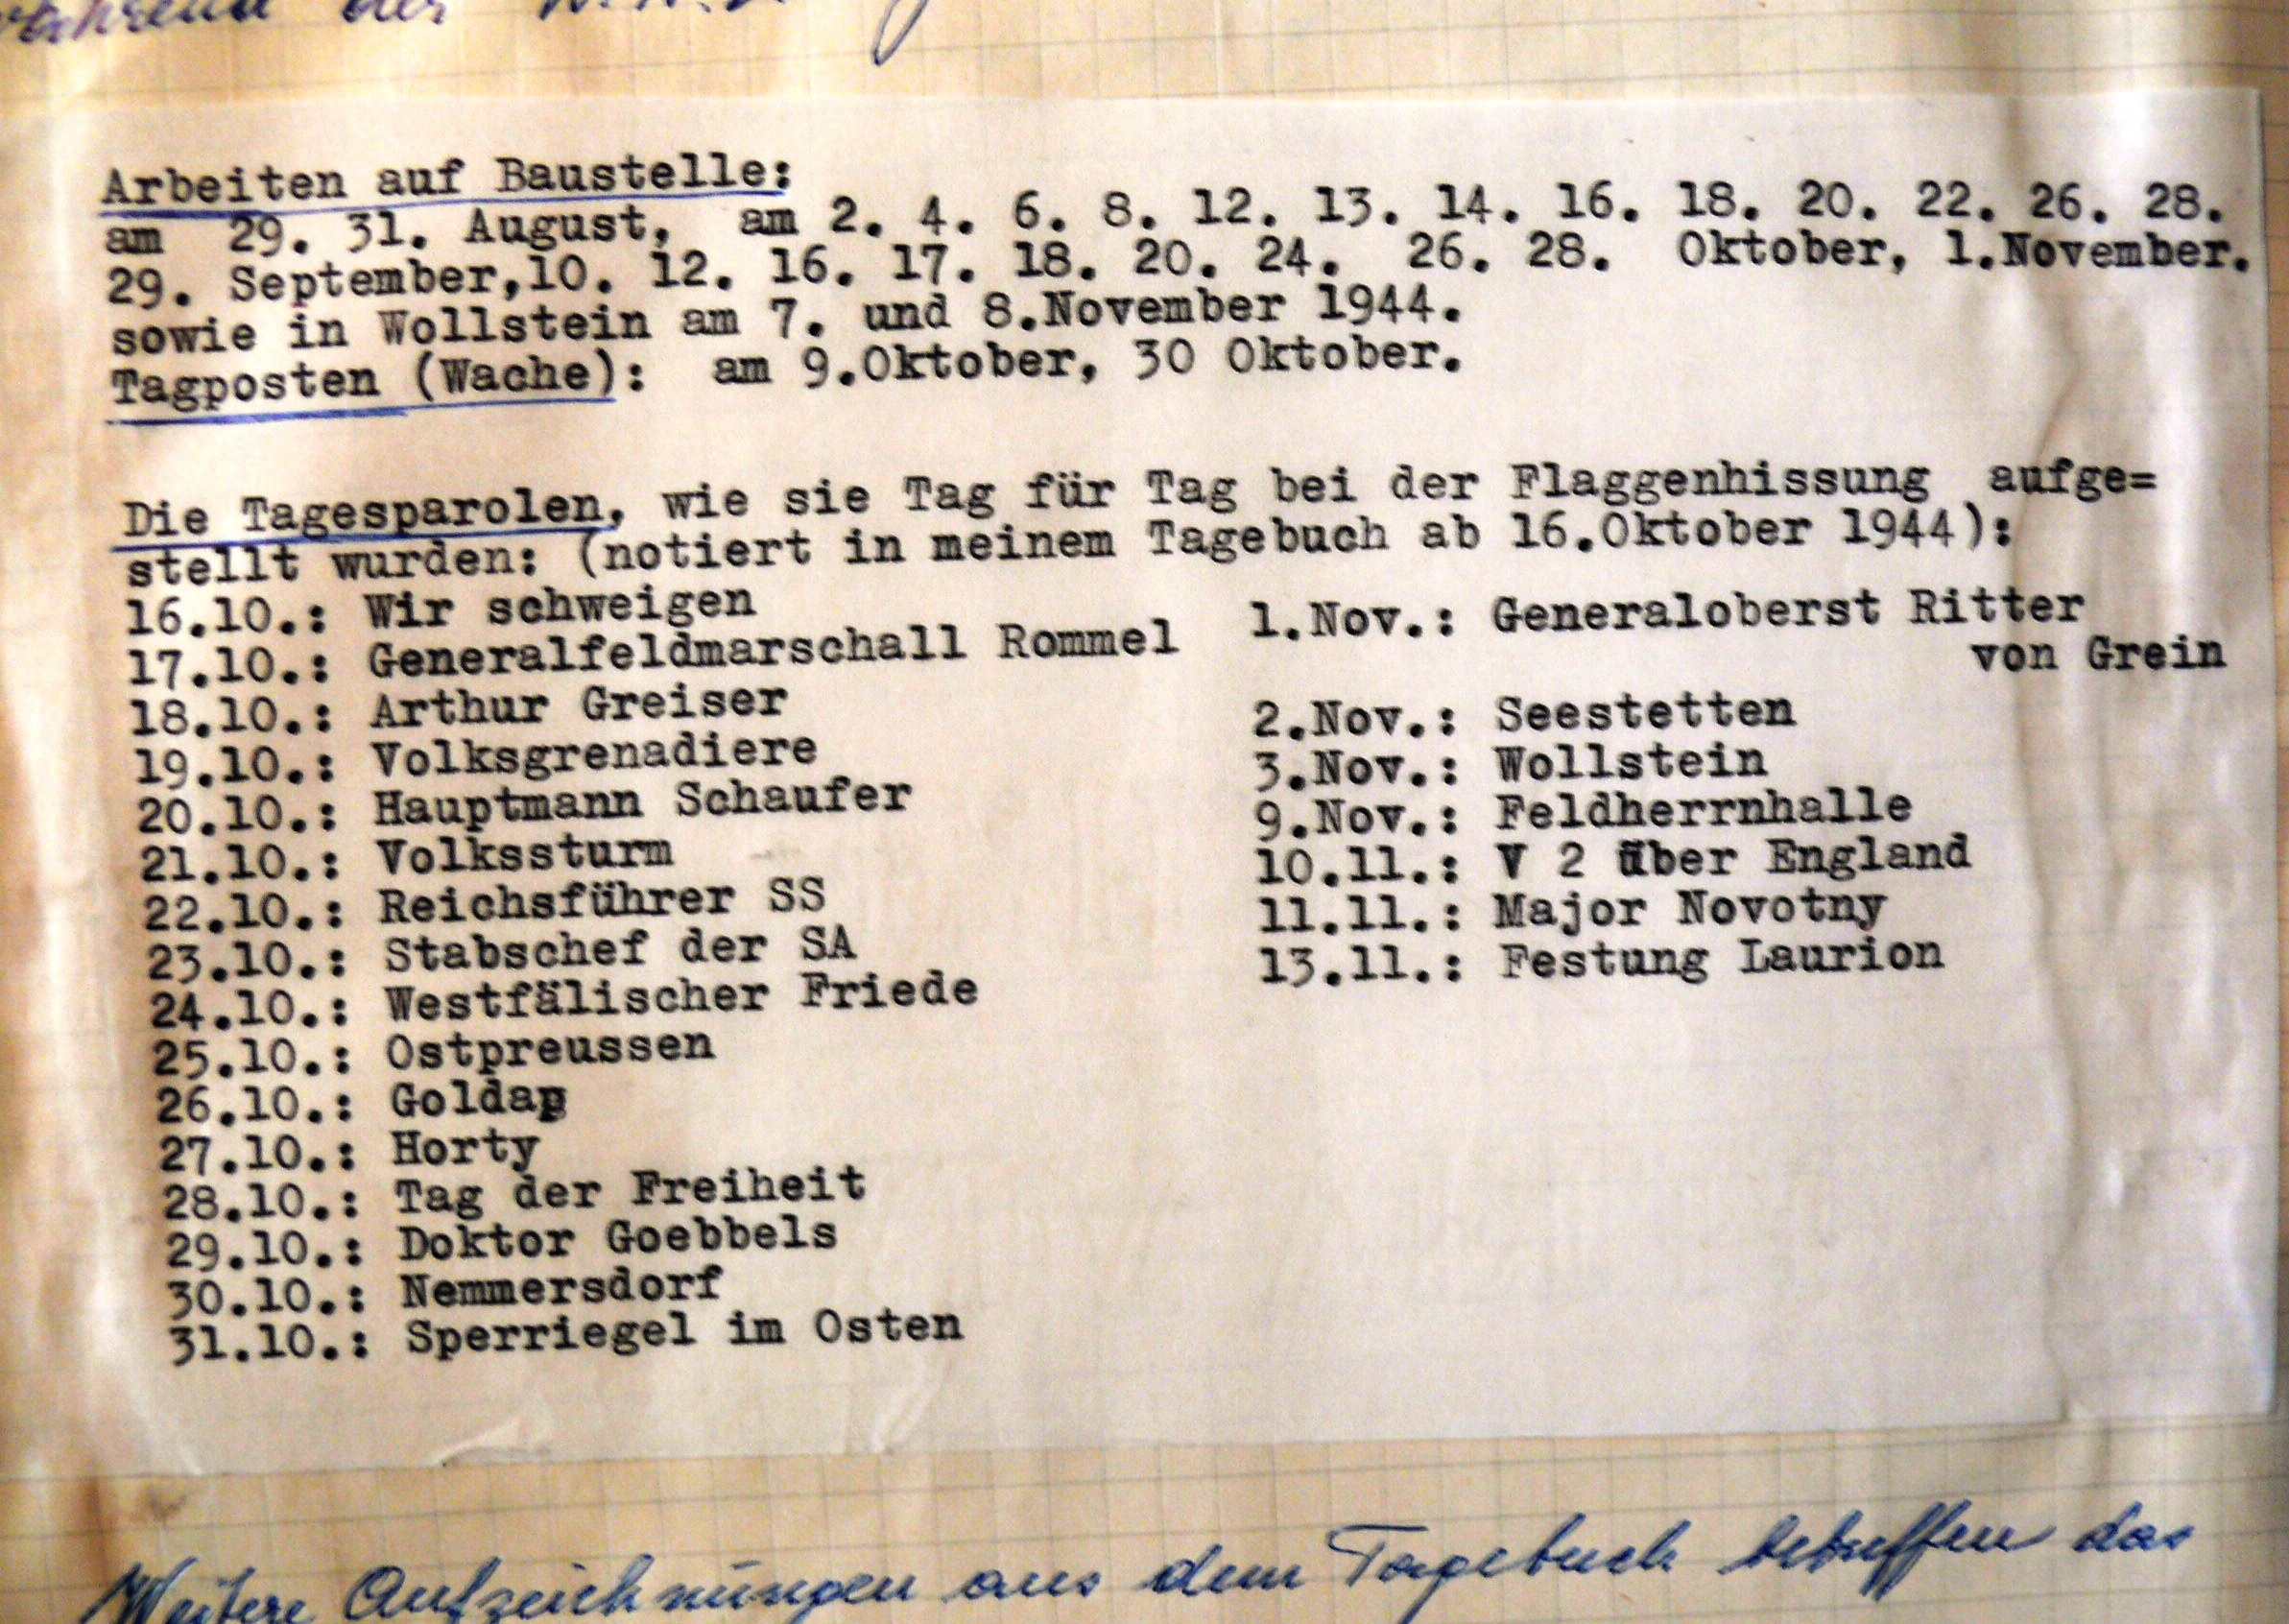 der
Arbeiten auf Baustelle:
am 29. 31. August, am 2. 4. 6. 8. 12. 13. 14. 16. 18. 20. 22. 26. 28.
29. September,10. 12. 16. 17. 18. 20. 24. 26. 28. Oktober, 1.November.
sowie in Wollstein am 7. und 8.November 1944.
Tagposten (Wache): am 9.Oktober, 30 Oktober.
Die Tagesparolen, wie sie Tag für Tag bei der Flaggenhissung aufge=
stellt wurden: (notiert in meinem Tagebuch ab 16.Oktober 1944):
16.10.: Wir schweigen
17.10.: Generalfeldmarschall Rommel
18.10.: Arthur Greiser
19.10.: Volksgrenadiere
20.10.: Hauptmann Schaufer
21.10.: Volkssturm
22.10.: Reichsführer SS
23.10.: Stabschef der SA
24.10.: Westfälischer Friede
25.10.: Ostpreussen
26.10.: Goldap
27.10.: Horty
28.10.: Tag der Freiheit
29.10.: Doktor Goebbels
30.10.: Nemmersdorf
31.10.: Sperriegel im Osten
1.Nov.: Generaloberst Ritter
von Grein
2.Nov.: Seestetten
3.Nov.: Wollstein
9.Nov.: Feldherrnhalle
10.11.: V 2 über England
11.11.: Major Novotny
13.11.: Festung Laurion
Weitere Aufzeichnungen aus dem Tagebuch betreffen das